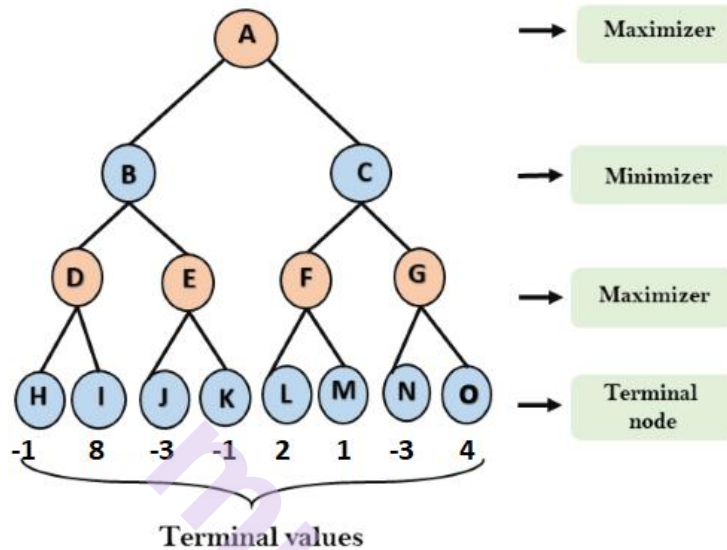 A
Maximizer
B
C
Minimizer
D
E
F
G
Maximizer
H
I
J
K
L
M
N
O
Terminal
node
-1 8 -3 -1 2 1 -3 4
Terminal values